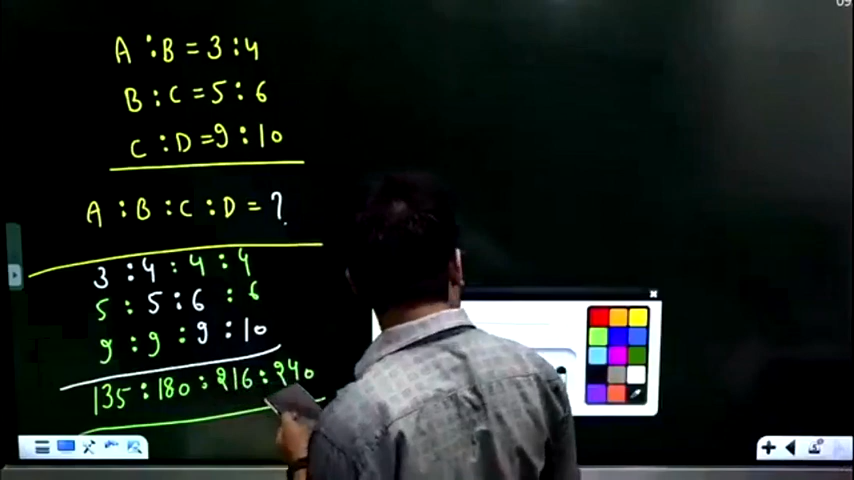 A : B = 3 : 4
B : C = 5 : 6
C : D = 9 : 10
A : B : C : D = ?
3 : 4 : 4 : 4
5 : 5 : 6 : 6
9 : 9 : 9 : 10
135 : 180 : 216 : 240